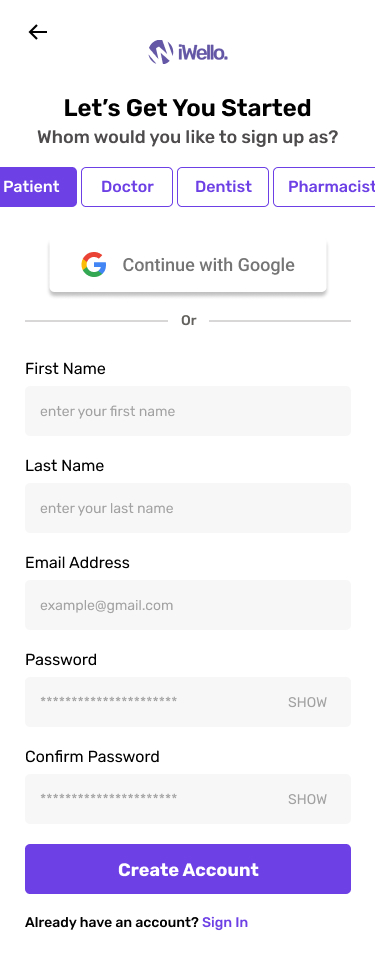 iWello.
Let's Get You Started
Whom would you like to sign up as?
Patient Doctor Dentist Pharmacist
Continue with Google
Or
First Name
enter your first name
Last Name
enter your last name
Email Address
example@gmail.com
Password
********************** SHOW
Confirm Password
********************** SHOW
Create Account
Already have an account? Sign In